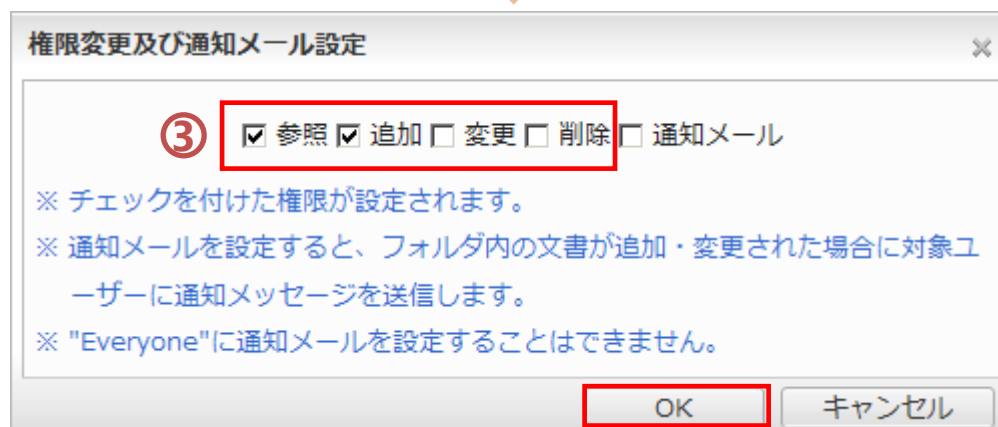 権限変更及び通知メール設定
③ 参照 追加 変更 削除 通知メール
※ チェックを付けた権限が設定されます。
※ 通知メールを設定すると、フォルダ内の文書が追加・変更された場合に対象ユ
ーザーに通知メッセージを送信します。
※ "Everyone"に通知メールを設定することはできません。
OK キャンセル